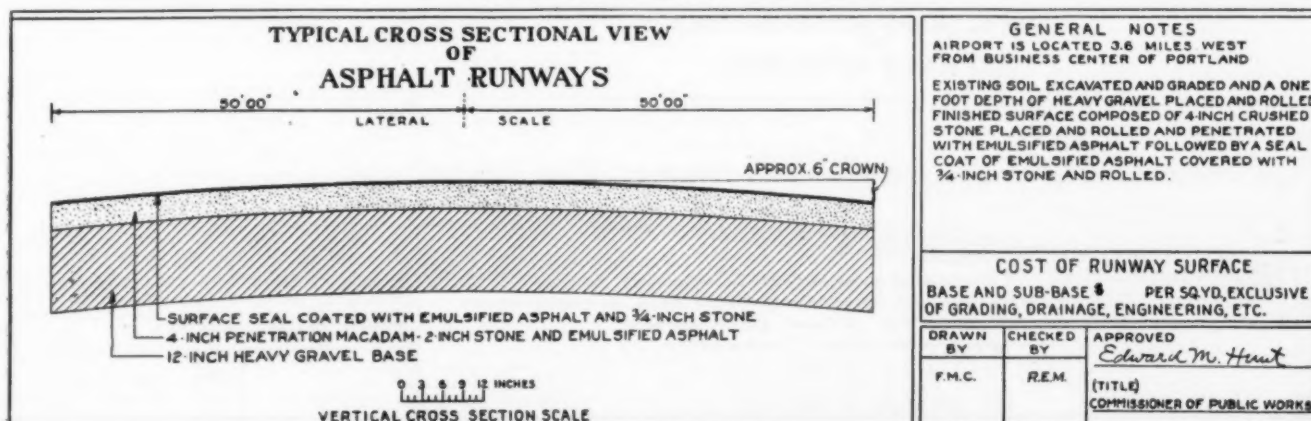 TYPICAL CROSS SECTIONAL VIEW
OF
ASPHALT RUNWAYS
50'00" 50'00"
LATERAL SCALE
APPROX. 6" CROWN
SURFACE SEAL COATED WITH EMULSIFIED ASPHALT AND 3/4-INCH STONE
4-INCH PENETRATION MACADAM-2-INCH STONE AND EMULSIFIED ASPHALT
12-INCH HEAVY GRAVEL BASE
0 3 6 9 12 INCHES
VERTICAL CROSS SECTION SCALE
GENERAL NOTES
AIRPORT IS LOCATED 3.6 MILES WEST
FROM BUSINESS CENTER OF PORTLAND
EXISTING SOIL EXCAVATED AND GRADED AND A ONE
FOOT DEPTH OF HEAVY GRAVEL PLACED AND ROLLED
FINISHED SURFACE COMPOSED OF 4-INCH CRUSHED
STONE PLACED AND ROLLED AND PENETRATED
WITH EMULSIFIED ASPHALT FOLLOWED BY A SEAL
COAT OF EMULSIFIED ASPHALT COVERED WITH
3/4-INCH STONE AND ROLLED.
COST OF RUNWAY SURFACE
BASE AND SUB-BASE $ PER SQ.YD., EXCLUSIVE
OF GRADING, DRAINAGE, ENGINEERING, ETC.
DRAWN BY
F.M.C.
CHECKED BY
R.E.M.
APPROVED
Edward M. Hunt
(TITLE)
COMMISSIONER OF PUBLIC WORKS